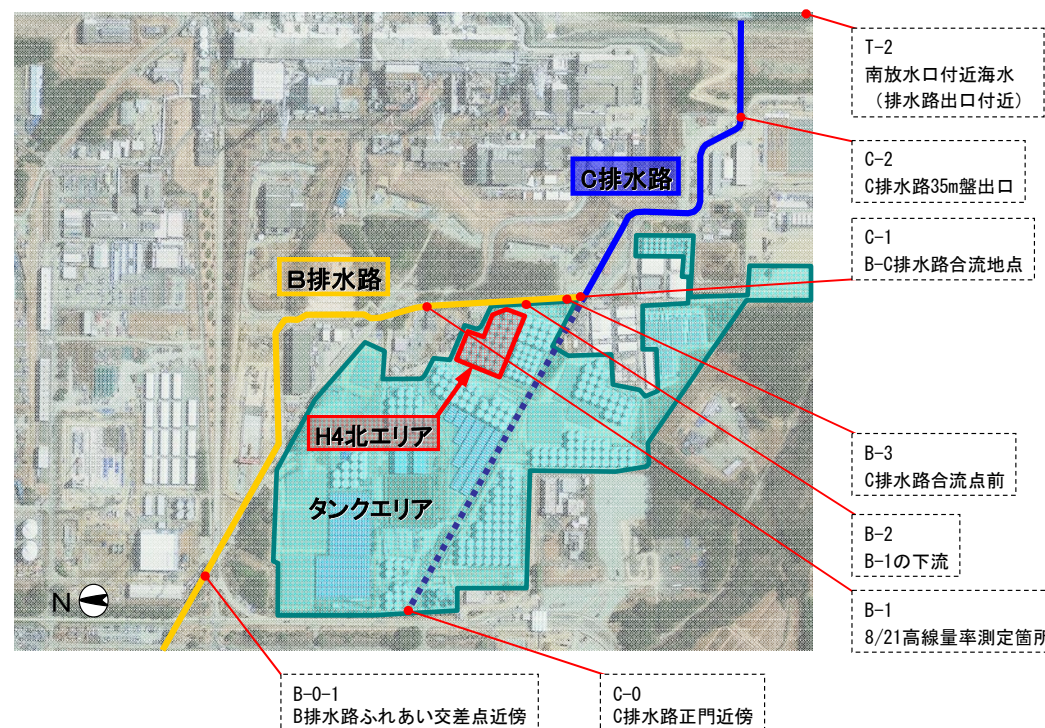 T-2
南放水口付近海水
（排水路出口付近）
C-2
C排水路35m盤出口
C排水路
C-1
B-C排水路合流地点
B排水路
H4北エリア
B-3
C排水路合流点前
タンクエリア
B-2
B-1の下流
N
B-1
8/21高線量率測定箇所
B-0-1
B排水路ふれあい交差点近傍
C-0
C排水路正門近傍